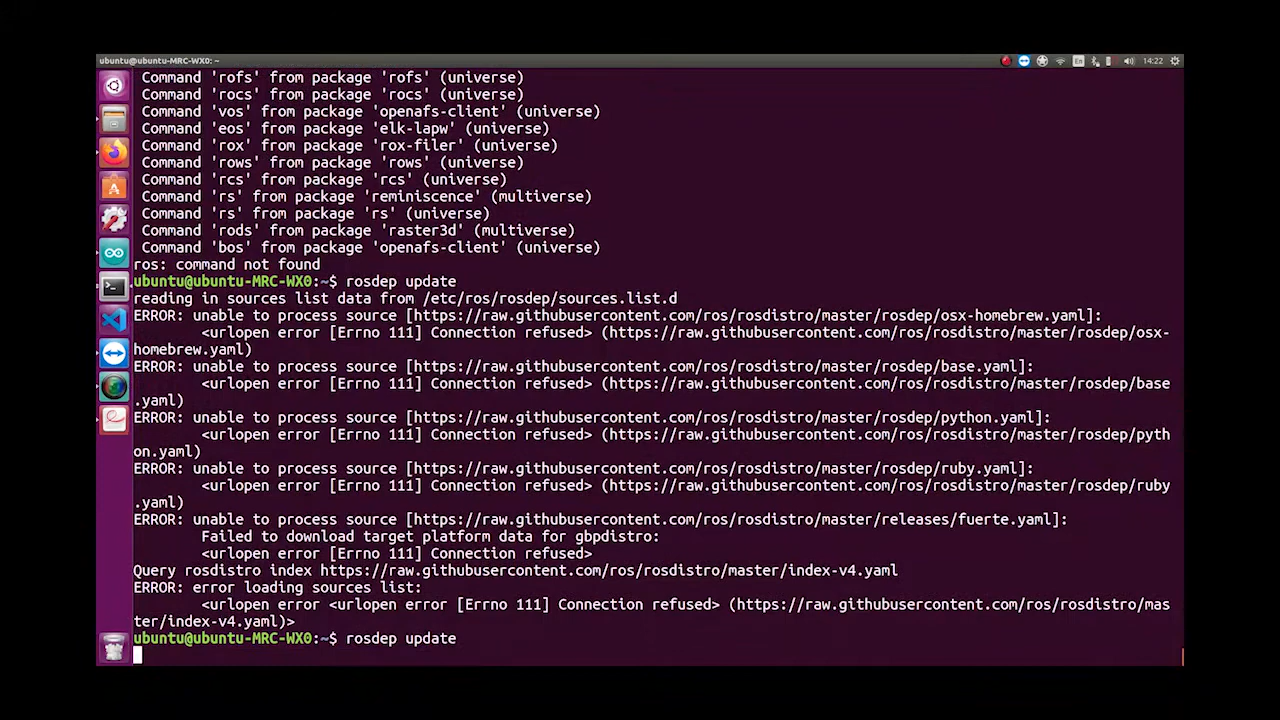 ubuntu@ubuntu-MRC-WX0: ~
En
14:22
Command 'rofs' from package 'rofs' (universe)
Command 'rocs' from package 'rocs' (universe)
Command 'vos' from package 'openafs-client' (universe)
Command 'eos' from package 'elk-lapw' (universe)
Command 'rox' from package 'rox-filer' (universe)
Command 'rows' from package 'rows' (universe)
Command 'rcs' from package 'rcs' (universe)
Command 'rs' from package 'reminiscence' (multiverse)
Command 'rs' from package 'rs' (universe)
Command 'rods' from package 'raster3d' (multiverse)
Command 'bos' from package 'openafs-client' (universe)
ros: command not found
ubuntu@ubuntu-MRC-WX0:~$ rosdep update
reading in sources list data from /etc/ros/rosdep/sources.list.d
ERROR: unable to process source [https://raw.githubusercontent.com/ros/rosdistro/master/rosdep/osx-homebrew.yaml]:
<urlopen error [Errno 111] Connection refused> (https://raw.githubusercontent.com/ros/rosdistro/master/rosdep/osx-
homebrew.yaml)
ERROR: unable to process source [https://raw.githubusercontent.com/ros/rosdistro/master/rosdep/base.yaml]:
<urlopen error [Errno 111] Connection refused> (https://raw.githubusercontent.com/ros/rosdistro/master/rosdep/base
.yaml)
ERROR: unable to process source [https://raw.githubusercontent.com/ros/rosdistro/master/rosdep/python.yaml]:
<urlopen error [Errno 111] Connection refused> (https://raw.githubusercontent.com/ros/rosdistro/master/rosdep/pyth
on.yaml)
ERROR: unable to process source [https://raw.githubusercontent.com/ros/rosdistro/master/rosdep/ruby.yaml]:
<urlopen error [Errno 111] Connection refused> (https://raw.githubusercontent.com/ros/rosdistro/master/rosdep/ruby
.yaml)
ERROR: unable to process source [https://raw.githubusercontent.com/ros/rosdistro/master/releases/fuerte.yaml]:
Failed to download target platform data for gbpdistro:
<urlopen error [Errno 111] Connection refused>
Query rosdistro index https://raw.githubusercontent.com/ros/rosdistro/master/index-v4.yaml
ERROR: error loading sources list:
<urlopen error <urlopen error [Errno 111] Connection refused> (https://raw.githubusercontent.com/ros/rosdistro/mas
ter/index-v4.yaml)>
ubuntu@ubuntu-MRC-WX0:~$ rosdep update